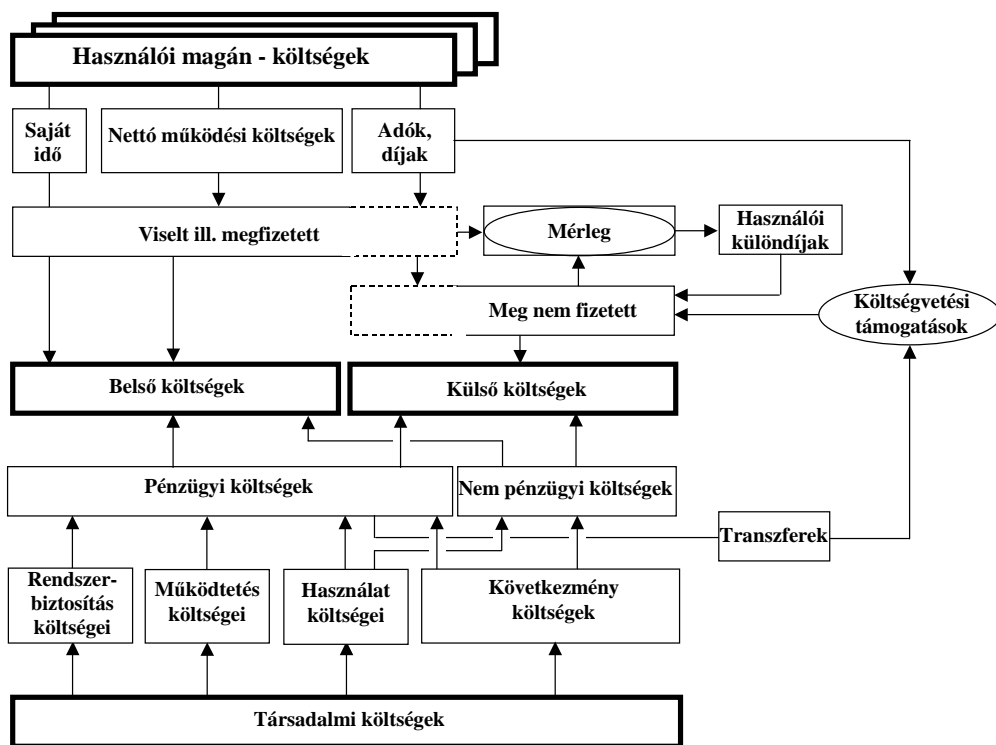 Használói magán - költségek
Saját
idő
Nettó működési költségek
Adók,
díjak
Viselt ill. megfizetett
Mérleg
Használói
különdíjak
Meg nem fizetett
Költségvetési
támogatások
Belső költségek
Külső költségek
Pénzügyi költségek
Nem pénzügyi költségek
Transzferek
Rendszer-
biztosítás
költségei
Működtetés
költségei
Használat
költségei
Következmény
költségek
Társadalmi költségek